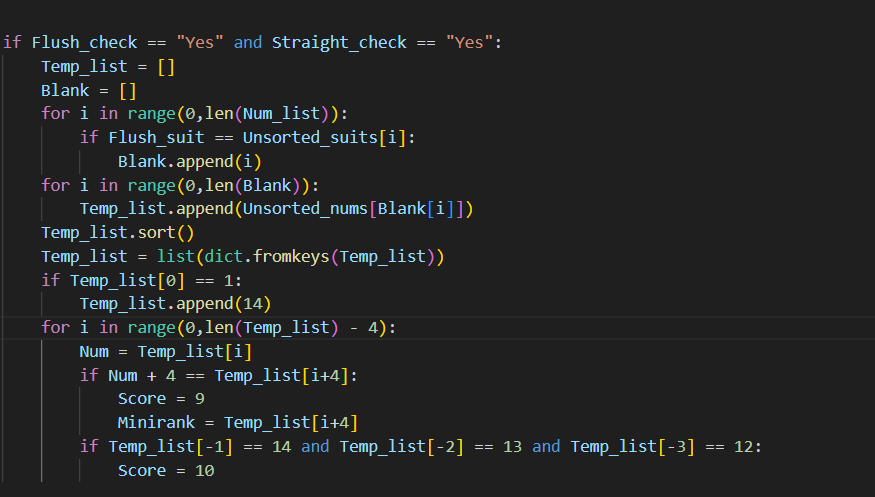 if Flush_check == "Yes" and Straight_check == "Yes":
    Temp_list = []
    Blank = []
    for i in range(0,len(Num_list)):
        if Flush_suit == Unsorted_suits[i]:
            Blank.append(i)
    for i in range(0,len(Blank)):
        Temp_list.append(Unsorted_nums[Blank[i]])
    Temp_list.sort()
    Temp_list = list(dict.fromkeys(Temp_list))
    if Temp_list[0] == 1:
        Temp_list.append(14)
    for i in range(0,len(Temp_list) - 4):
        Num = Temp_list[i]
        if Num + 4 == Temp_list[i+4]:
            Score = 9
            Minirank = Temp_list[i+4]
        if Temp_list[-1] == 14 and Temp_list[-2] == 13 and Temp_list[-3] == 12:
            Score = 10